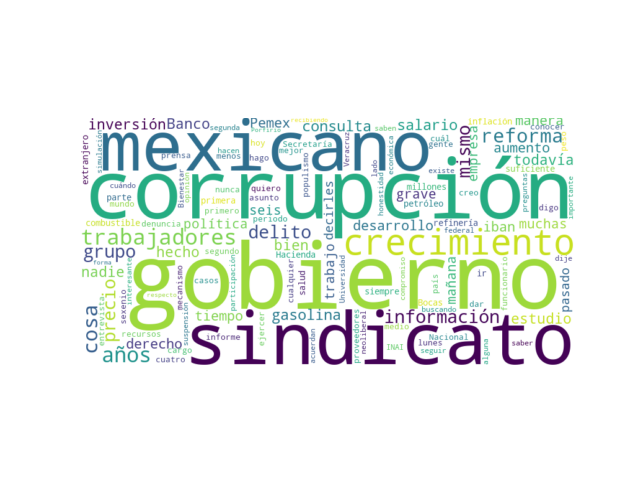 inversión Banco Pemex consulta salario inflación manera
segunda Porfirio recibiendo saben conocer
mexicano mismo empresa reforma
extranjero simulación prensa menos hoy hago mejor Secretaría populismo Veracruz lado económica cuál gente aumento
hacen existe suficiente todavía
corrupción
cuándo Bienestar opinión nunca quiero grave millones creo preguntas importante
parte mundo primera asunto seis decirles honestidad petróleo digo
combustible denuncia política primero periodo desarrollo refinería iban muchas
trabajadores delito federal dije
grupo hecho segundo bien trabajo crecimiento
nadie forma Hacienda
gobierno
cosa precio sexenio interesante mecanismo casos participación cualquier salud Universidad siempre compromiso país mañana ir funcionarios pasado
entrevista respecto Bocas buscando dar
recursos suspensión tiempo ejercer gasolina proveedores neoliberal medio información estudio
años derecho cargo informe acuerdan INAI Nacional lunes alguna saber
cuatro seguir
sindicato